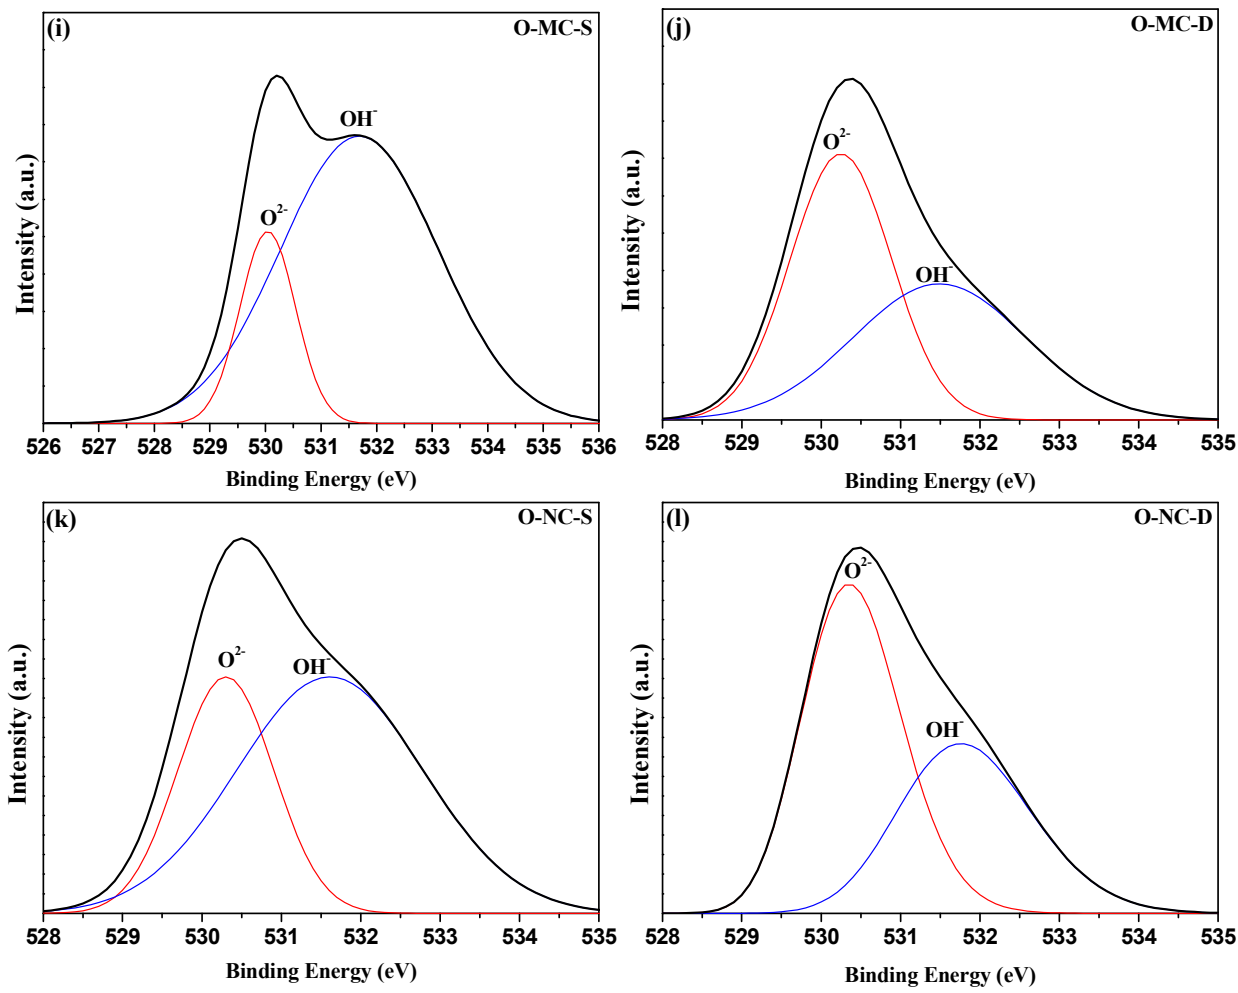 (i)
O-MC-S
OH⁻
O²⁻
Intensity (a.u.)
526 527 528 529 530 531 532 533 534 535 536
Binding Energy (eV)
(j)
O-MC-D
O²⁻
OH⁻
Intensity (a.u.)
528 529 530 531 532 533 534 535
Binding Energy (eV)
(k)
O-NC-S
O²⁻
OH⁻
Intensity (a.u.)
528 529 530 531 532 533 534 535
Binding Energy (eV)
(l)
O-NC-D
O²⁻
OH⁻
Intensity (a.u.)
528 529 530 531 532 533 534 535
Binding Energy (eV)